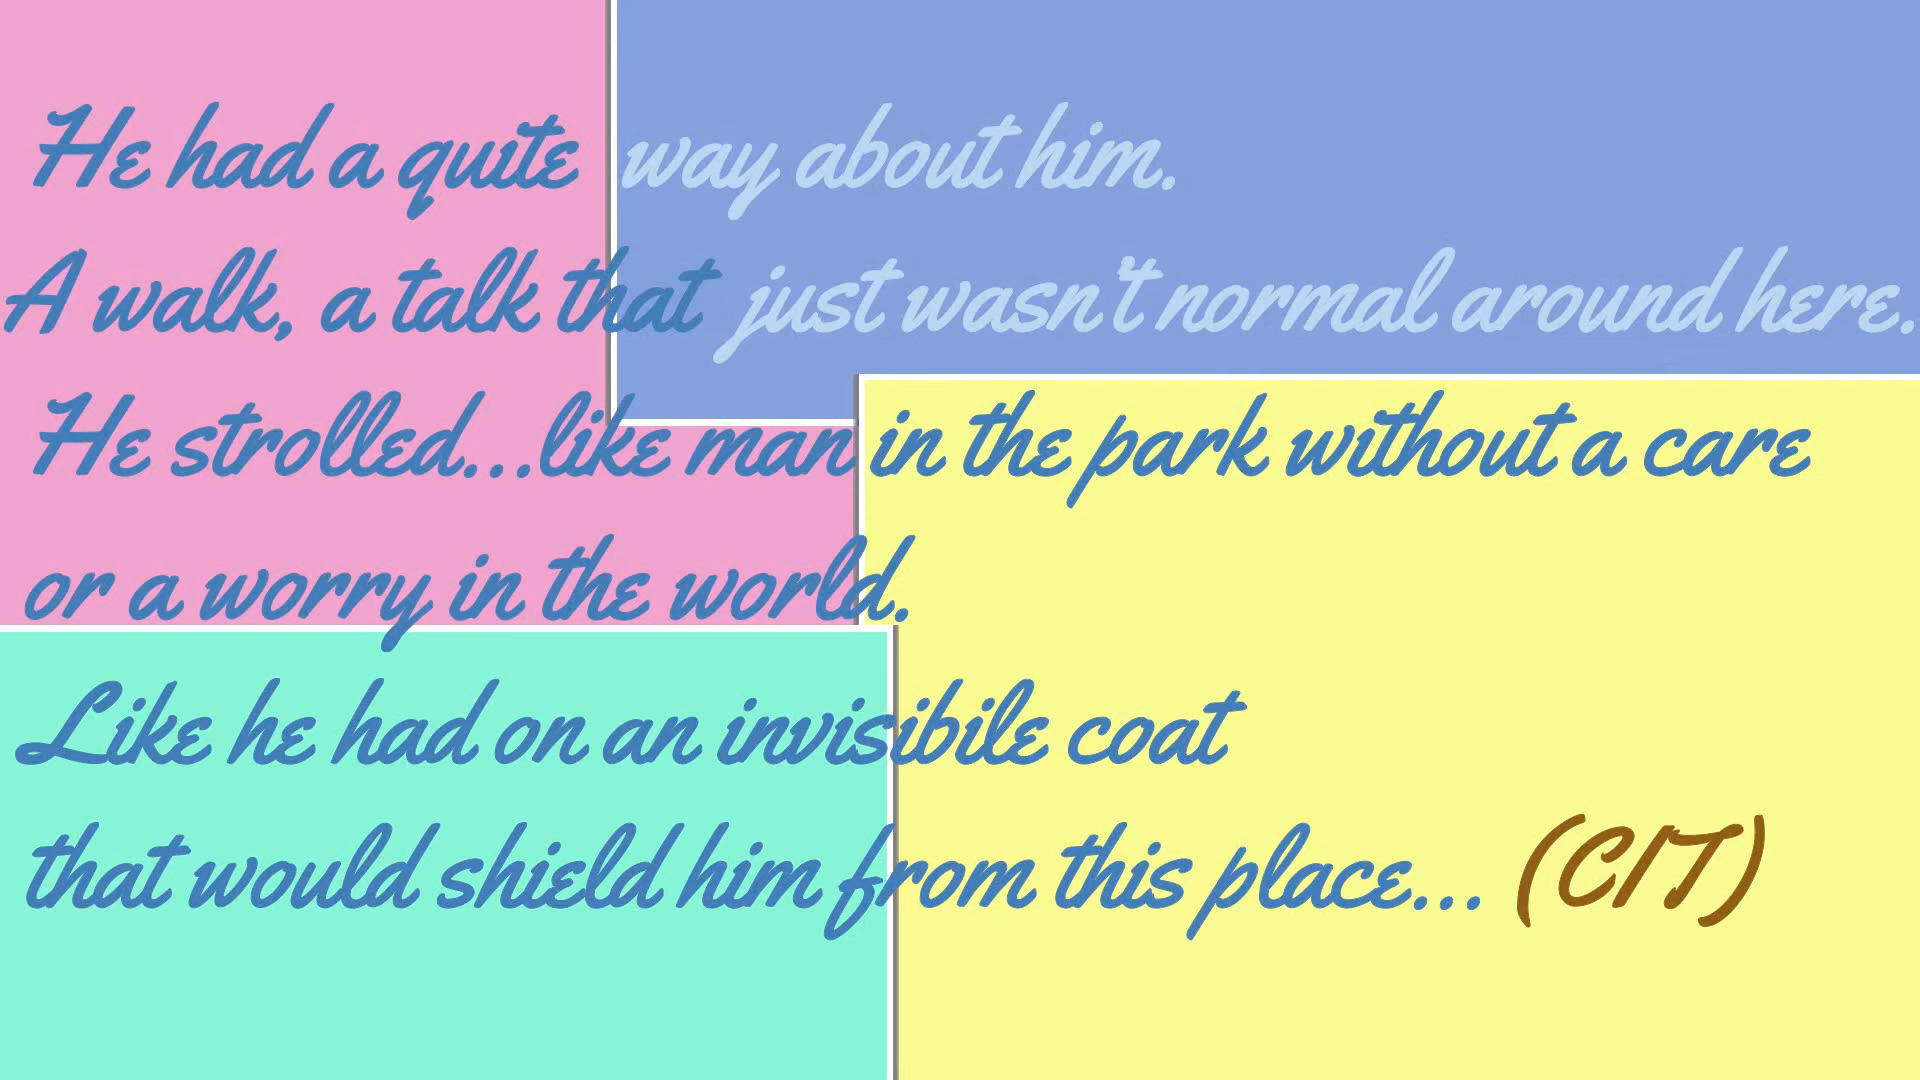 He had a quite way about him.
A walk, a talk that just wasn't normal around here.
He strolled...like man in the park without a care
or a worry in the world.
Like he had on an invisibile coat
that would shield him from this place... (CIT)